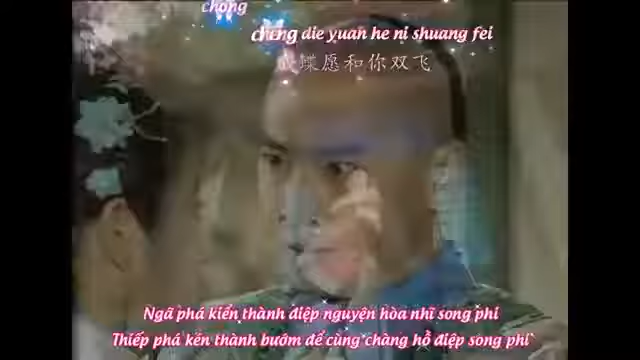 chong
cheng die yuan he ni shuang fei
蝶愿和你双飞
Ngã phá kiển thành điệp nguyện hòa nhĩ song phi
Thiếp phá kén thành bướm để cùng chàng hồ điệp song phi